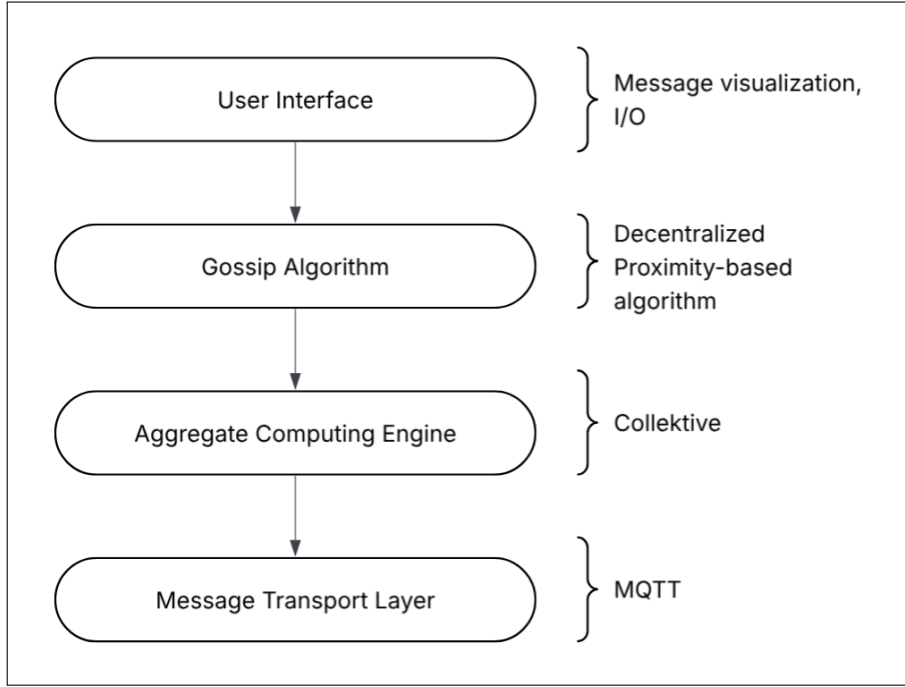 User Interface
Message visualization,
I/O
Gossip Algorithm
Decentralized
Proximity-based
algorithm
Aggregate Computing Engine
Collektive
Message Transport Layer
MQTT